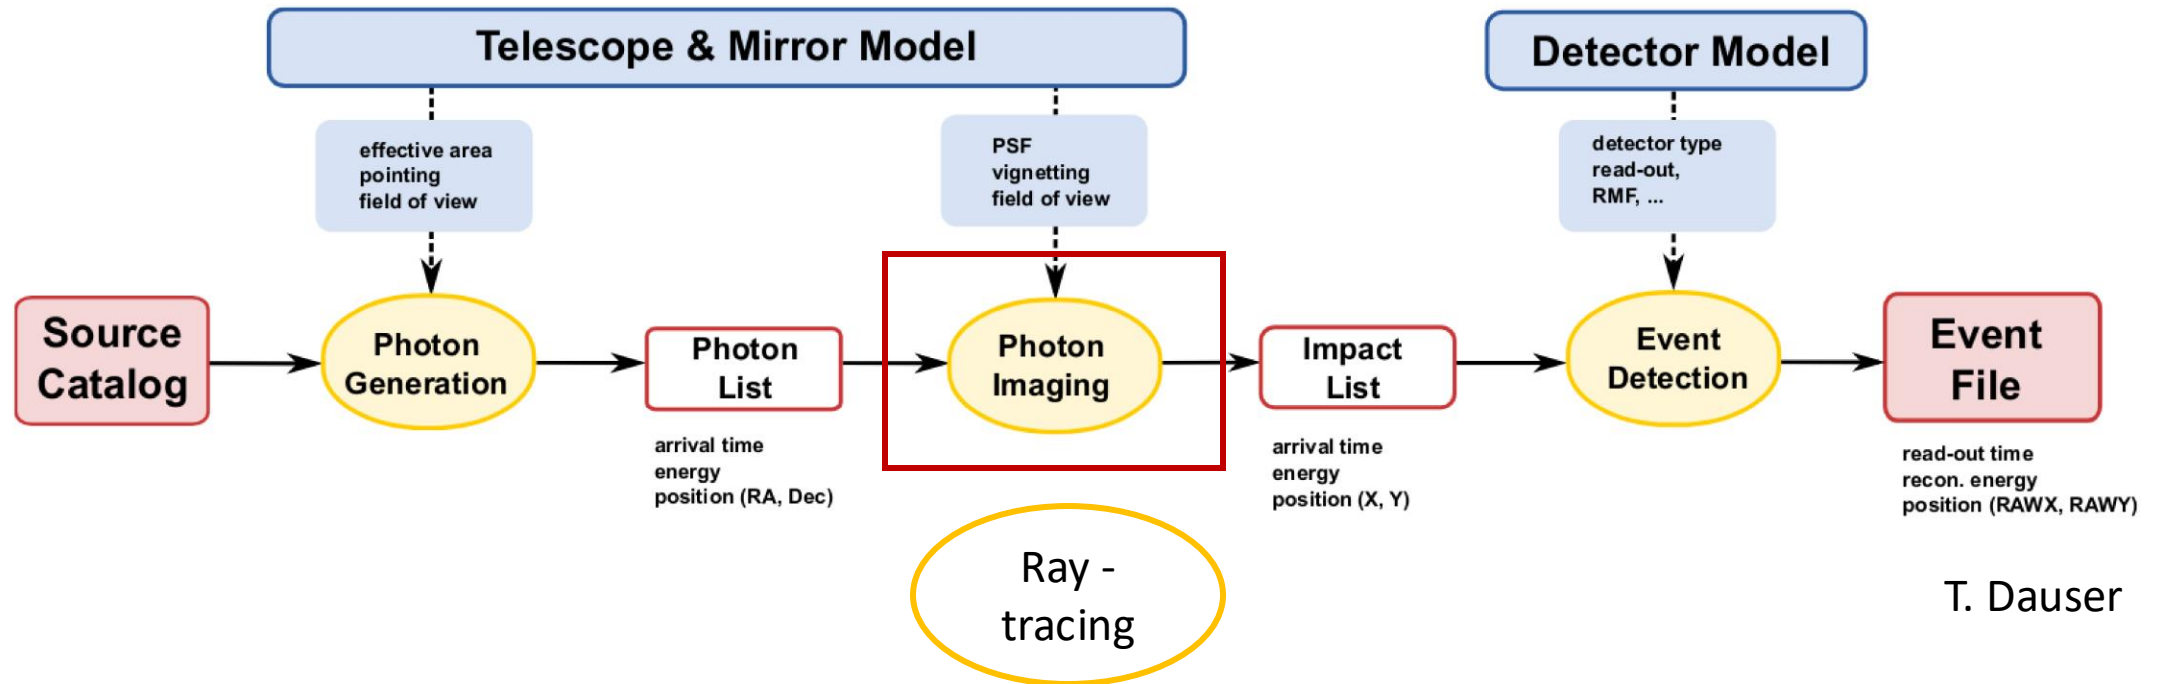 Telescope & Mirror Model
Detector Model
effective area
pointing
field of view
PSF
vignetting
field of view
detector type
read-out,
RMF, ...
Source
Catalog
Photon
Generation
Photon
List
Photon
Imaging
Impact
List
Event
Detection
Event
File
arrival time
energy
position (RA, Dec)
arrival time
energy
position (X, Y)
read-out time
recon. energy
position (RAWX, RAWY)
Ray -
tracing
T. Dauser